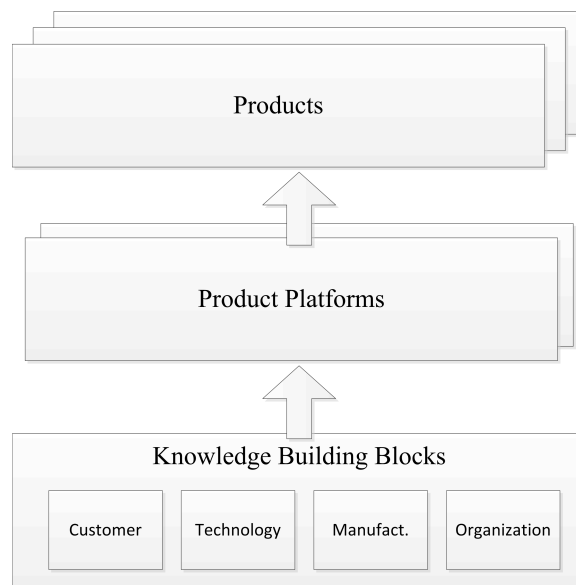 Products
Product Platforms
Knowledge Building Blocks
Customer
Technology
Manufact.
Organization